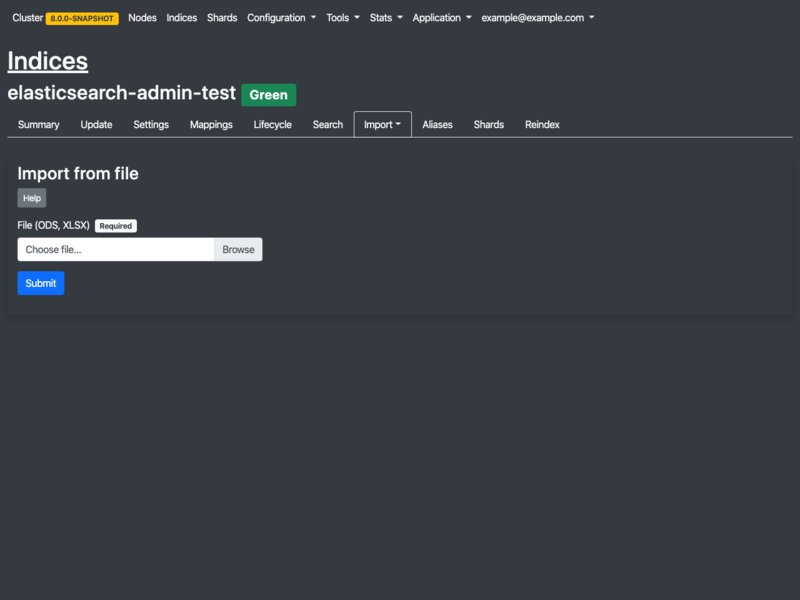 Cluster 8.0.0-SNAPSHOT Nodes Indices Shards Configuration Tools Stats Application example@example.com
Indices
elasticsearch-admin-test Green
Summary Update Settings Mappings Lifecycle Search Import Aliases Shards Reindex
Import from file
Help
File (ODS, XLSX) Required
Choose file... Browse
Submit